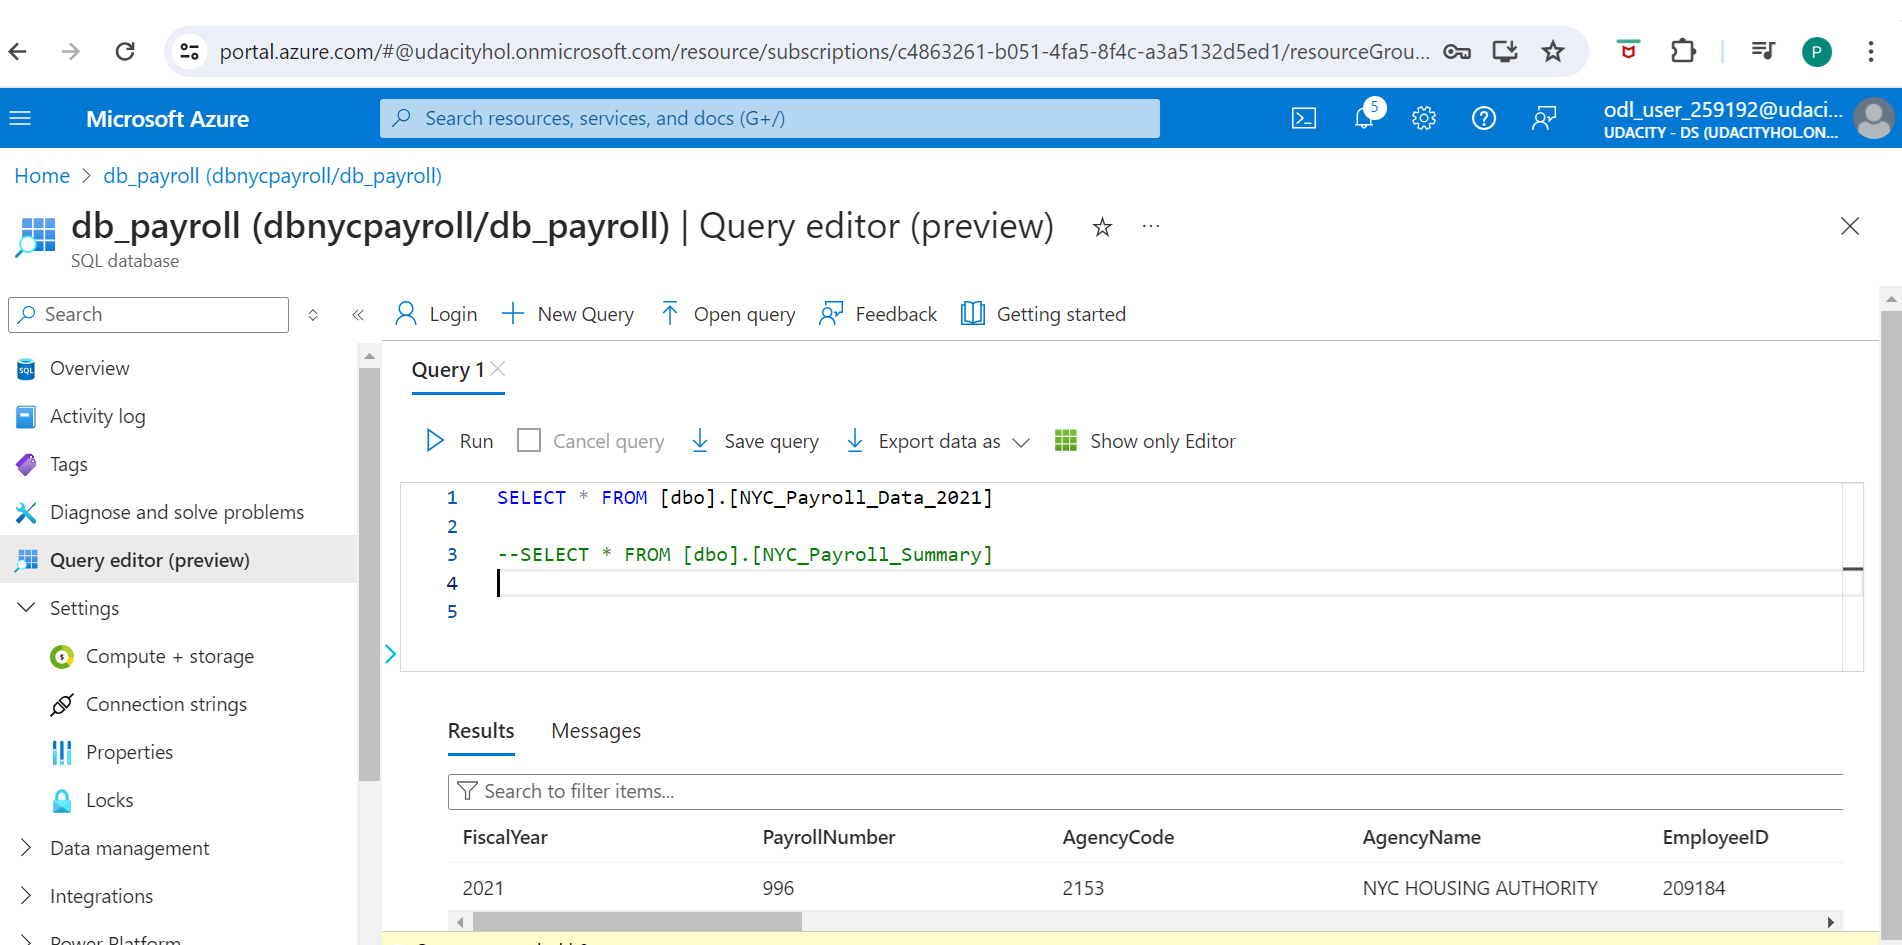 portal.azure.com/#@udacityhol.onmicrosoft.com/resource/subscriptions/c4863261-b051-4fa5-8f4c-a3a5132d5ed1/resourceGrou...
P
Microsoft Azure
Search resources, services, and docs (G+/)
5
odl_user_259192@udaci...
UDACITY - DS (UDACITYHOL.ON...
Home > db_payroll (dbnycpayroll/db_payroll)
db_payroll (dbnycpayroll/db_payroll) | Query editor (preview)
SQL database
Search
Login
New Query
Open query
Feedback
Getting started
Overview
Activity log
Tags
Diagnose and solve problems
Query editor (preview)
Settings
Compute + storage
Connection strings
Properties
Locks
Data management
Integrations
Power Platform
Query 1
Run
Cancel query
Save query
Export data as
Show only Editor
1 SELECT * FROM [dbo].[NYC_Payroll_Data_2021]
2
3 --SELECT * FROM [dbo].[NYC_Payroll_Summary]
4
5
Results
Messages
Search to filter items...
FiscalYear PayrollNumber AgencyCode AgencyName EmployeeID
2021 996 2153 NYC HOUSING AUTHORITY 209184